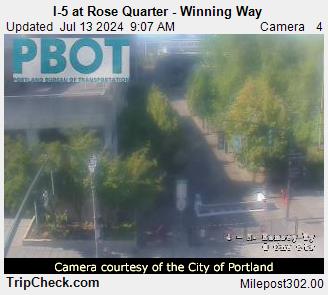 I-5 at Rose Quarter - Winning Way
Updated Jul 13 2024 9:07 AM Camera 4
PBOT
PORTLAND BUREAU OF TRANSPORTATION
Camera courtesy of the City of Portland
TripCheck.com Milepost302.00